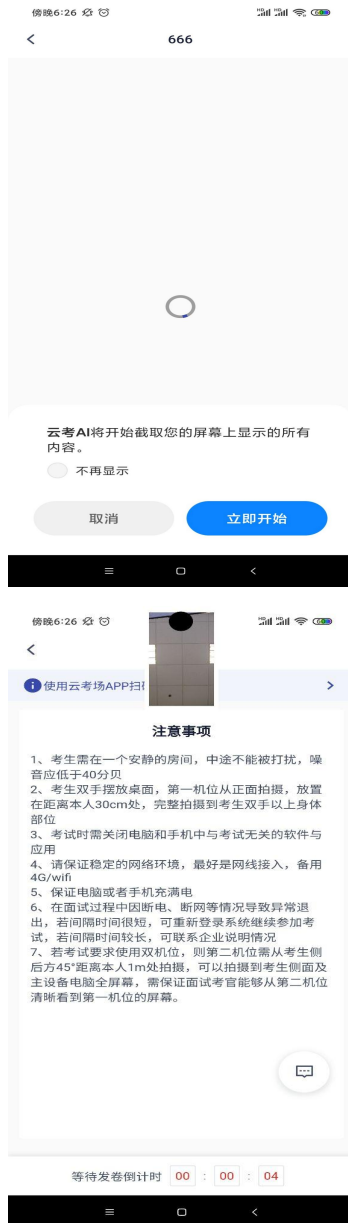 傍晚6:26
666
云考AI将开始截取您的屏幕上显示的所有
内容。
不再显示
取消
立即开始
傍晚6:26
使用云考场APP扫
注意事项
1、考生需在一个安静的房间，中途不能被打扰，噪
音应低于40分贝
2、考生双手摆放桌面，第一机位从正面拍摄，放置
在距离本人30cm处，完整拍摄到考生双手以上身体
部位
3、考试时需关闭电脑和手机中与考试无关的软件与
应用
4、请保证稳定的网络环境，最好是网线接入，备用
4G/wifi
5、保证电脑或者手机充满电
6、在面试过程中因断电、断网等情况导致异常退
出，若间隔时间很短，可重新登录系统继续参加考
试，若间隔时间较长，可联系企业说明情况
7、若考试要求使用双机位，则第二机位需从考生侧
后方45°距离本人1m处拍摄，可以拍摄到考生侧面及
主设备电脑全屏幕，需保证面试考官能够从第二机位
清晰看到第一机位的屏幕。
等待发卷倒计时 00 : 00 : 04